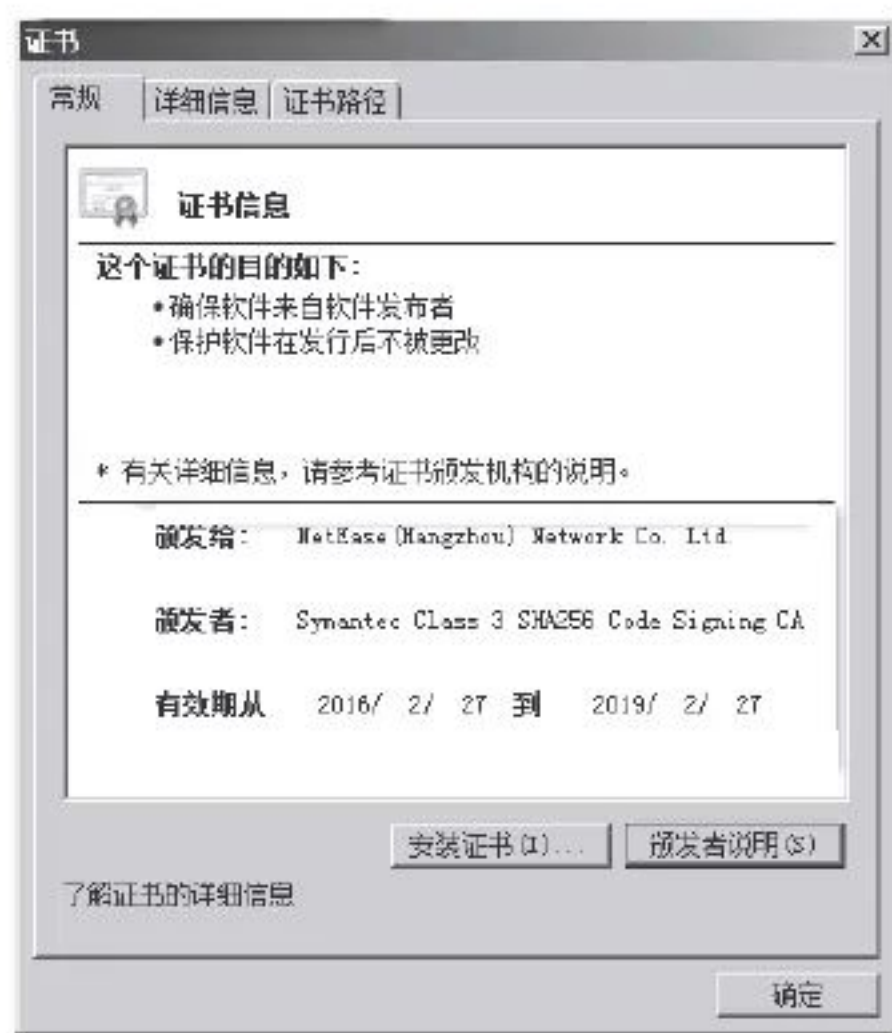 证书
常规 详细信息 证书路径
证书信息
这个证书的目的如下：
•确保软件来自软件发布者
•保护软件在发行后不被更改
* 有关详细信息，请参考证书颁发机构的说明。
颁发给： NetEase(Hangzhou) Network Co. Ltd
颁发者： Symantec Class 3 SHA256 Code Signing CA
有效期从 2016/ 2/ 27 到 2019/ 2/ 27
安装证书(I)... 颁发者说明(S)
了解证书的详细信息
确定